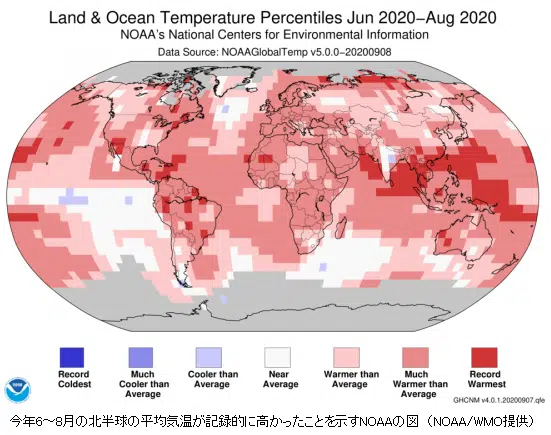 Land & Ocean Temperature Percentiles Jun 2020–Aug 2020
NOAA's National Centers for Environmental Information
Data Source: NOAAGlobalTemp v5.0.0–20200908
Record Coldest
Much Cooler than Average
Cooler than Average
Near Average
Warmer than Average
Much Warmer than Average
Record Warmest
NOAA
GHCNM v4.0.1.20200907.qfe
今年6～8月の北半球の平均気温が記録的に高かったことを示すNOAAの図（NOAA/WMO提供）